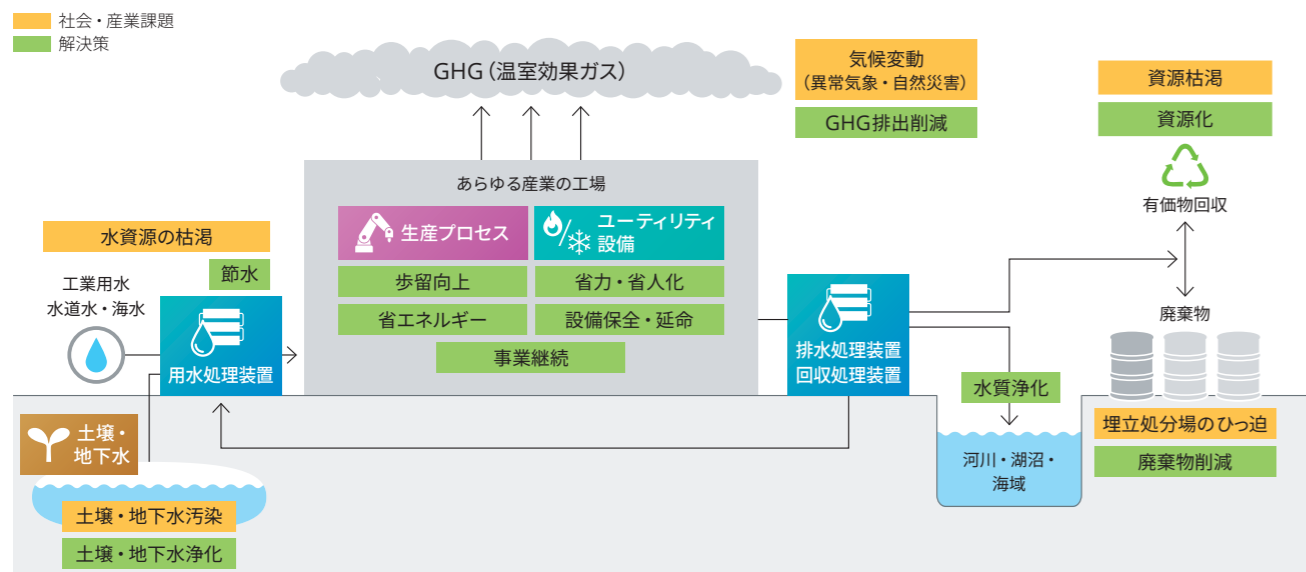 社会・産業課題
解決策
GHG（温室効果ガス）
気候変動
（異常気象・自然災害）
GHG排出削減
資源枯渇
資源化
有価物回収
廃棄物
あらゆる産業の工場
生産プロセス
ユーティリティ
設備
歩留向上
省エネルギー
省力・省人化
設備保全・延命
事業継続
水資源の枯渇
節水
工業用水
水道水・海水
用水処理装置
排水処理装置
回収処理装置
水質浄化
河川・湖沼・
海域
埋立処分場のひっ迫
廃棄物削減
土壌・
地下水
土壌・地下水汚染
土壌・地下水浄化